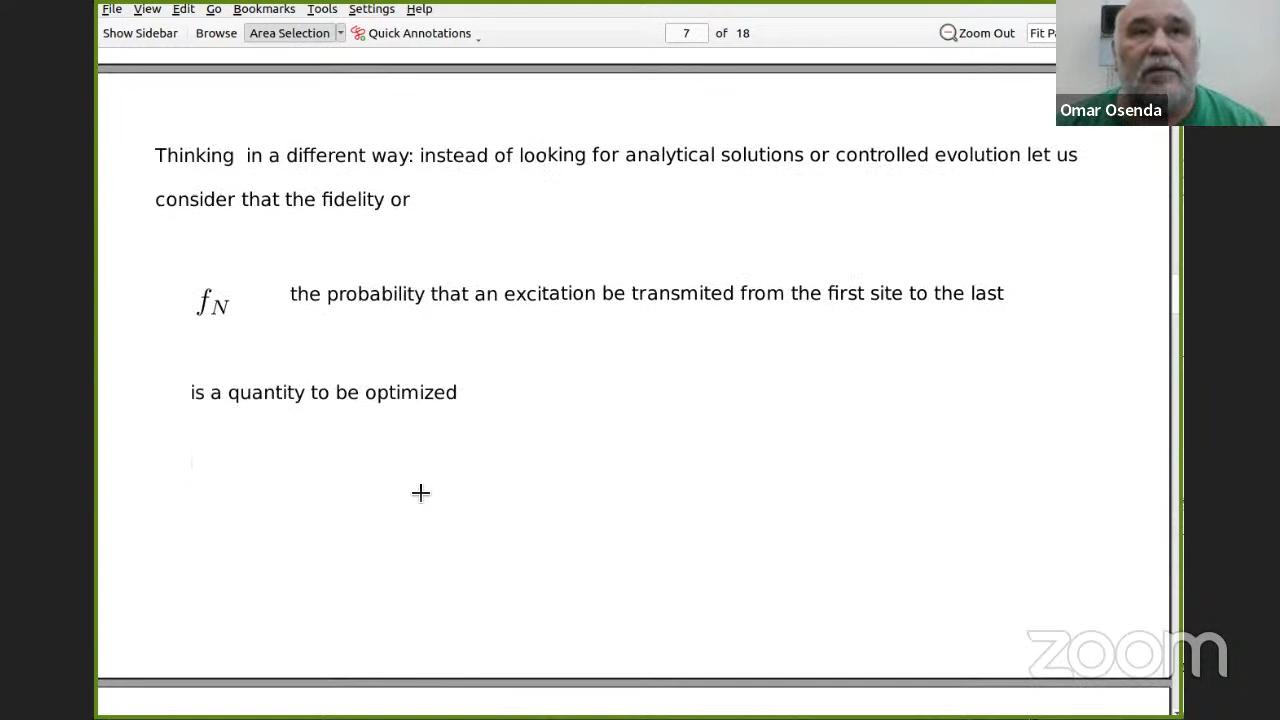 File View Edit Go Bookmarks Tools Settings Help
Show Sidebar Browse Area Selection Quick Annotations 7 of 18 Zoom Out Fit Pa
Omar Osenda
Thinking in a different way: instead of looking for analytical solutions or controlled evolution let us
consider that the fidelity or
f_N the probability that an excitation be transmited from the first site to the last
is a quantity to be optimized
zoom